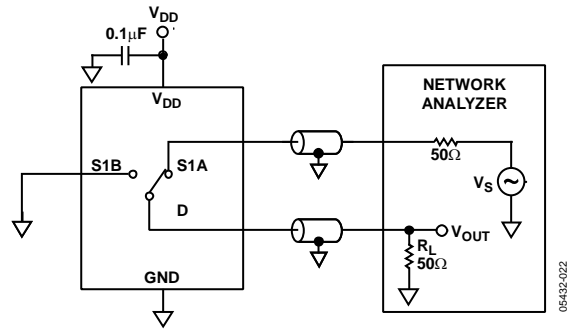 VDD
0.1μF
VDD
S1B
S1A
D
GND
NETWORK
ANALYZER
50Ω
VS
VOUT
RL
50Ω
05432-022